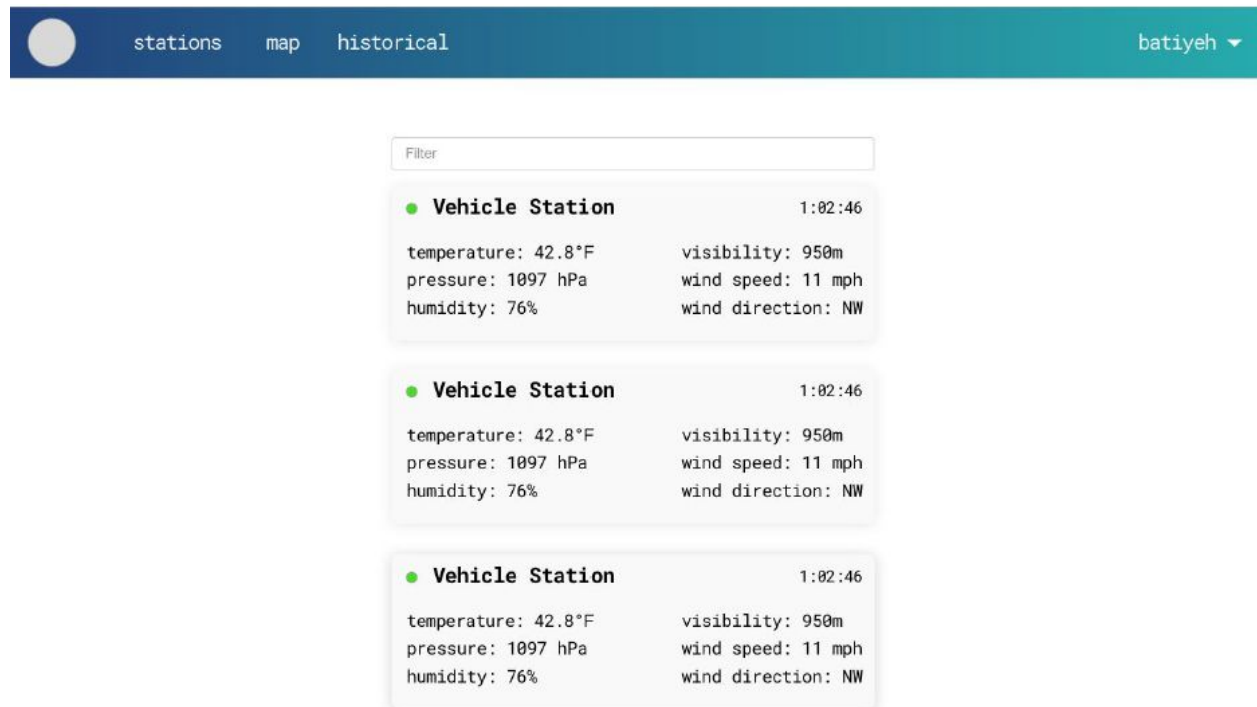 stations map historical batiyeh
Filter
Vehicle Station 1:02:46
temperature: 42.8°F visibility: 950m
pressure: 1097 hPa wind speed: 11 mph
humidity: 76% wind direction: NW
Vehicle Station 1:02:46
temperature: 42.8°F visibility: 950m
pressure: 1097 hPa wind speed: 11 mph
humidity: 76% wind direction: NW
Vehicle Station 1:02:46
temperature: 42.8°F visibility: 950m
pressure: 1097 hPa wind speed: 11 mph
humidity: 76% wind direction: NW